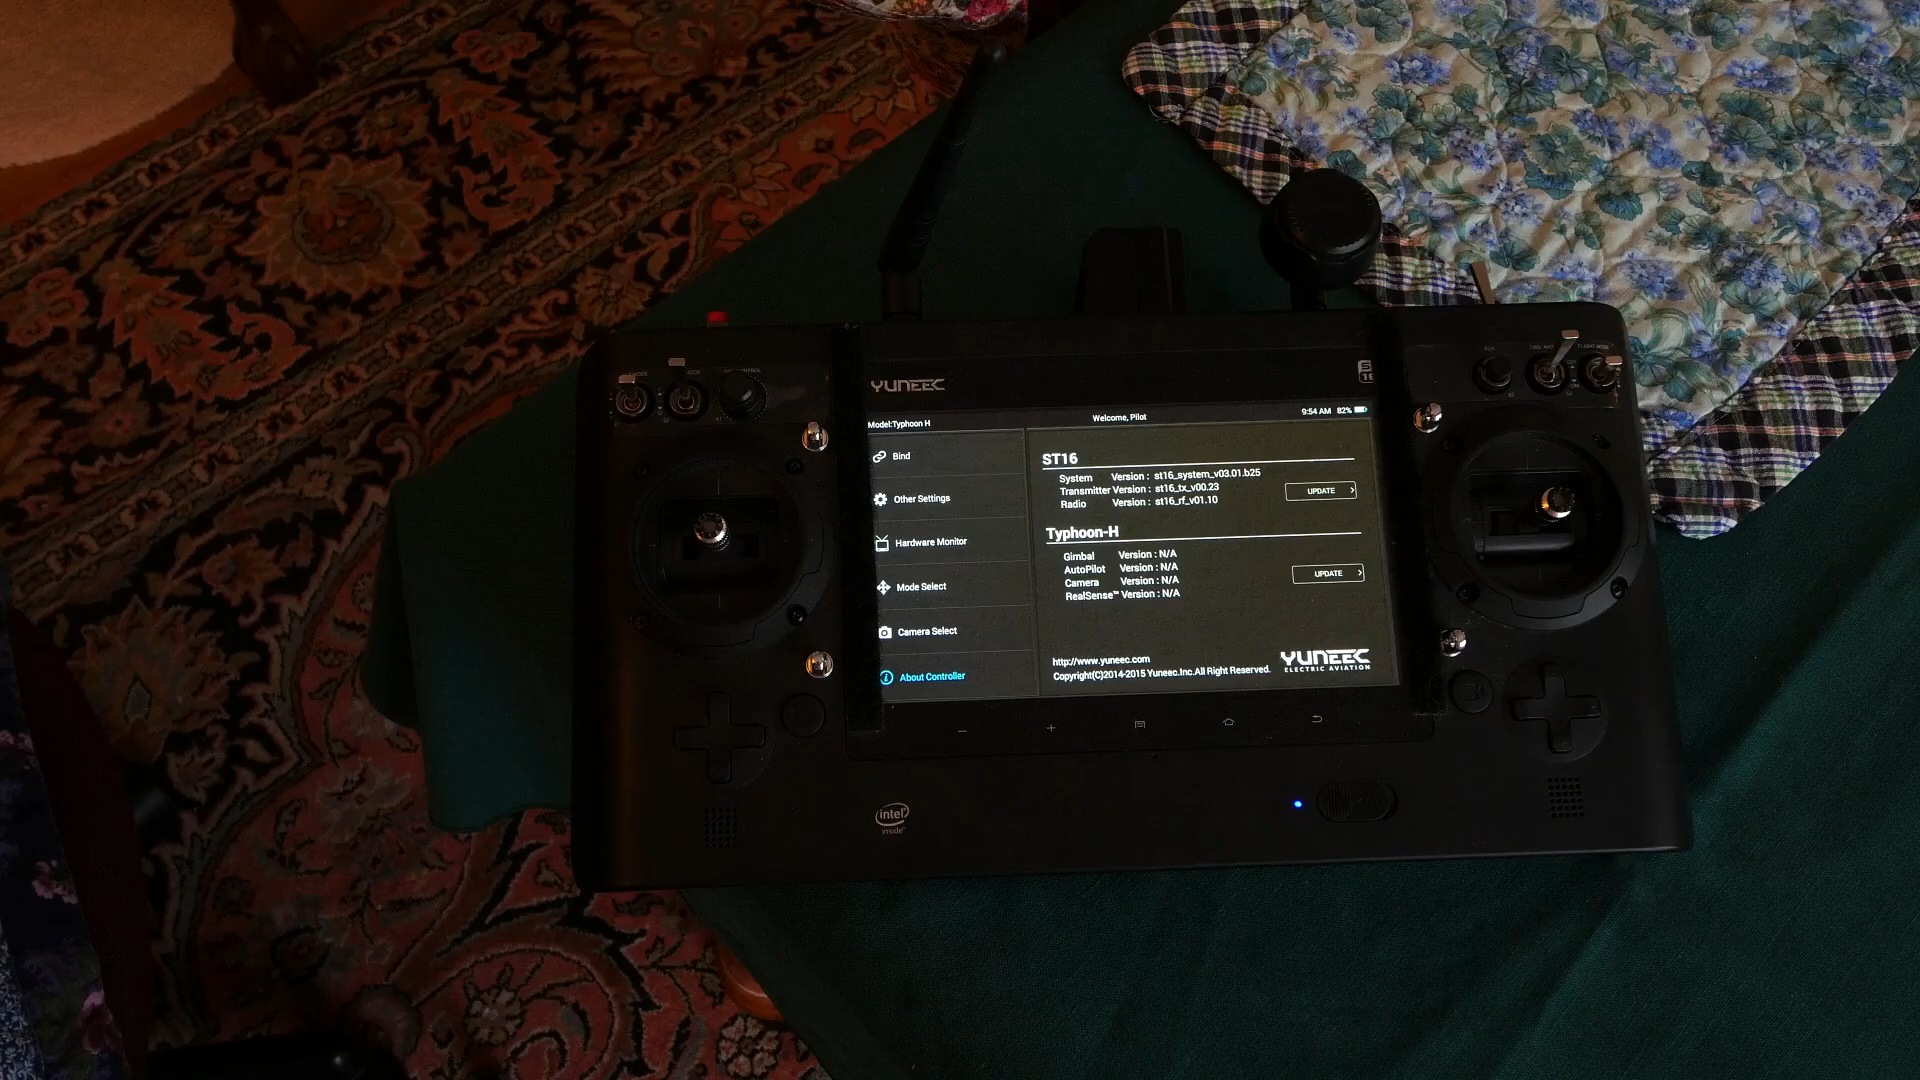 YUNEEC
Model:Typhoon H
Welcome, Pilot
9:54 AM 82%
Bind
Other Settings
Hardware Monitor
Mode Select
Camera Select
About Controller
ST16
System Version : st16_system_v03.01.b25
Transmitter Version : st16_tx_v00.23
Radio Version : st16_rf_v01.10
UPDATE
Typhoon-H
Gimbal Version : N/A
AutoPilot Version : N/A
Camera Version : N/A
RealSense™ Version : N/A
UPDATE
http://www.yuneec.com
Copyright(C)2014-2015 Yuneec.Inc.All Right Reserved.
YUNEEC
ELECTRIC AVIATION
intel
inside™